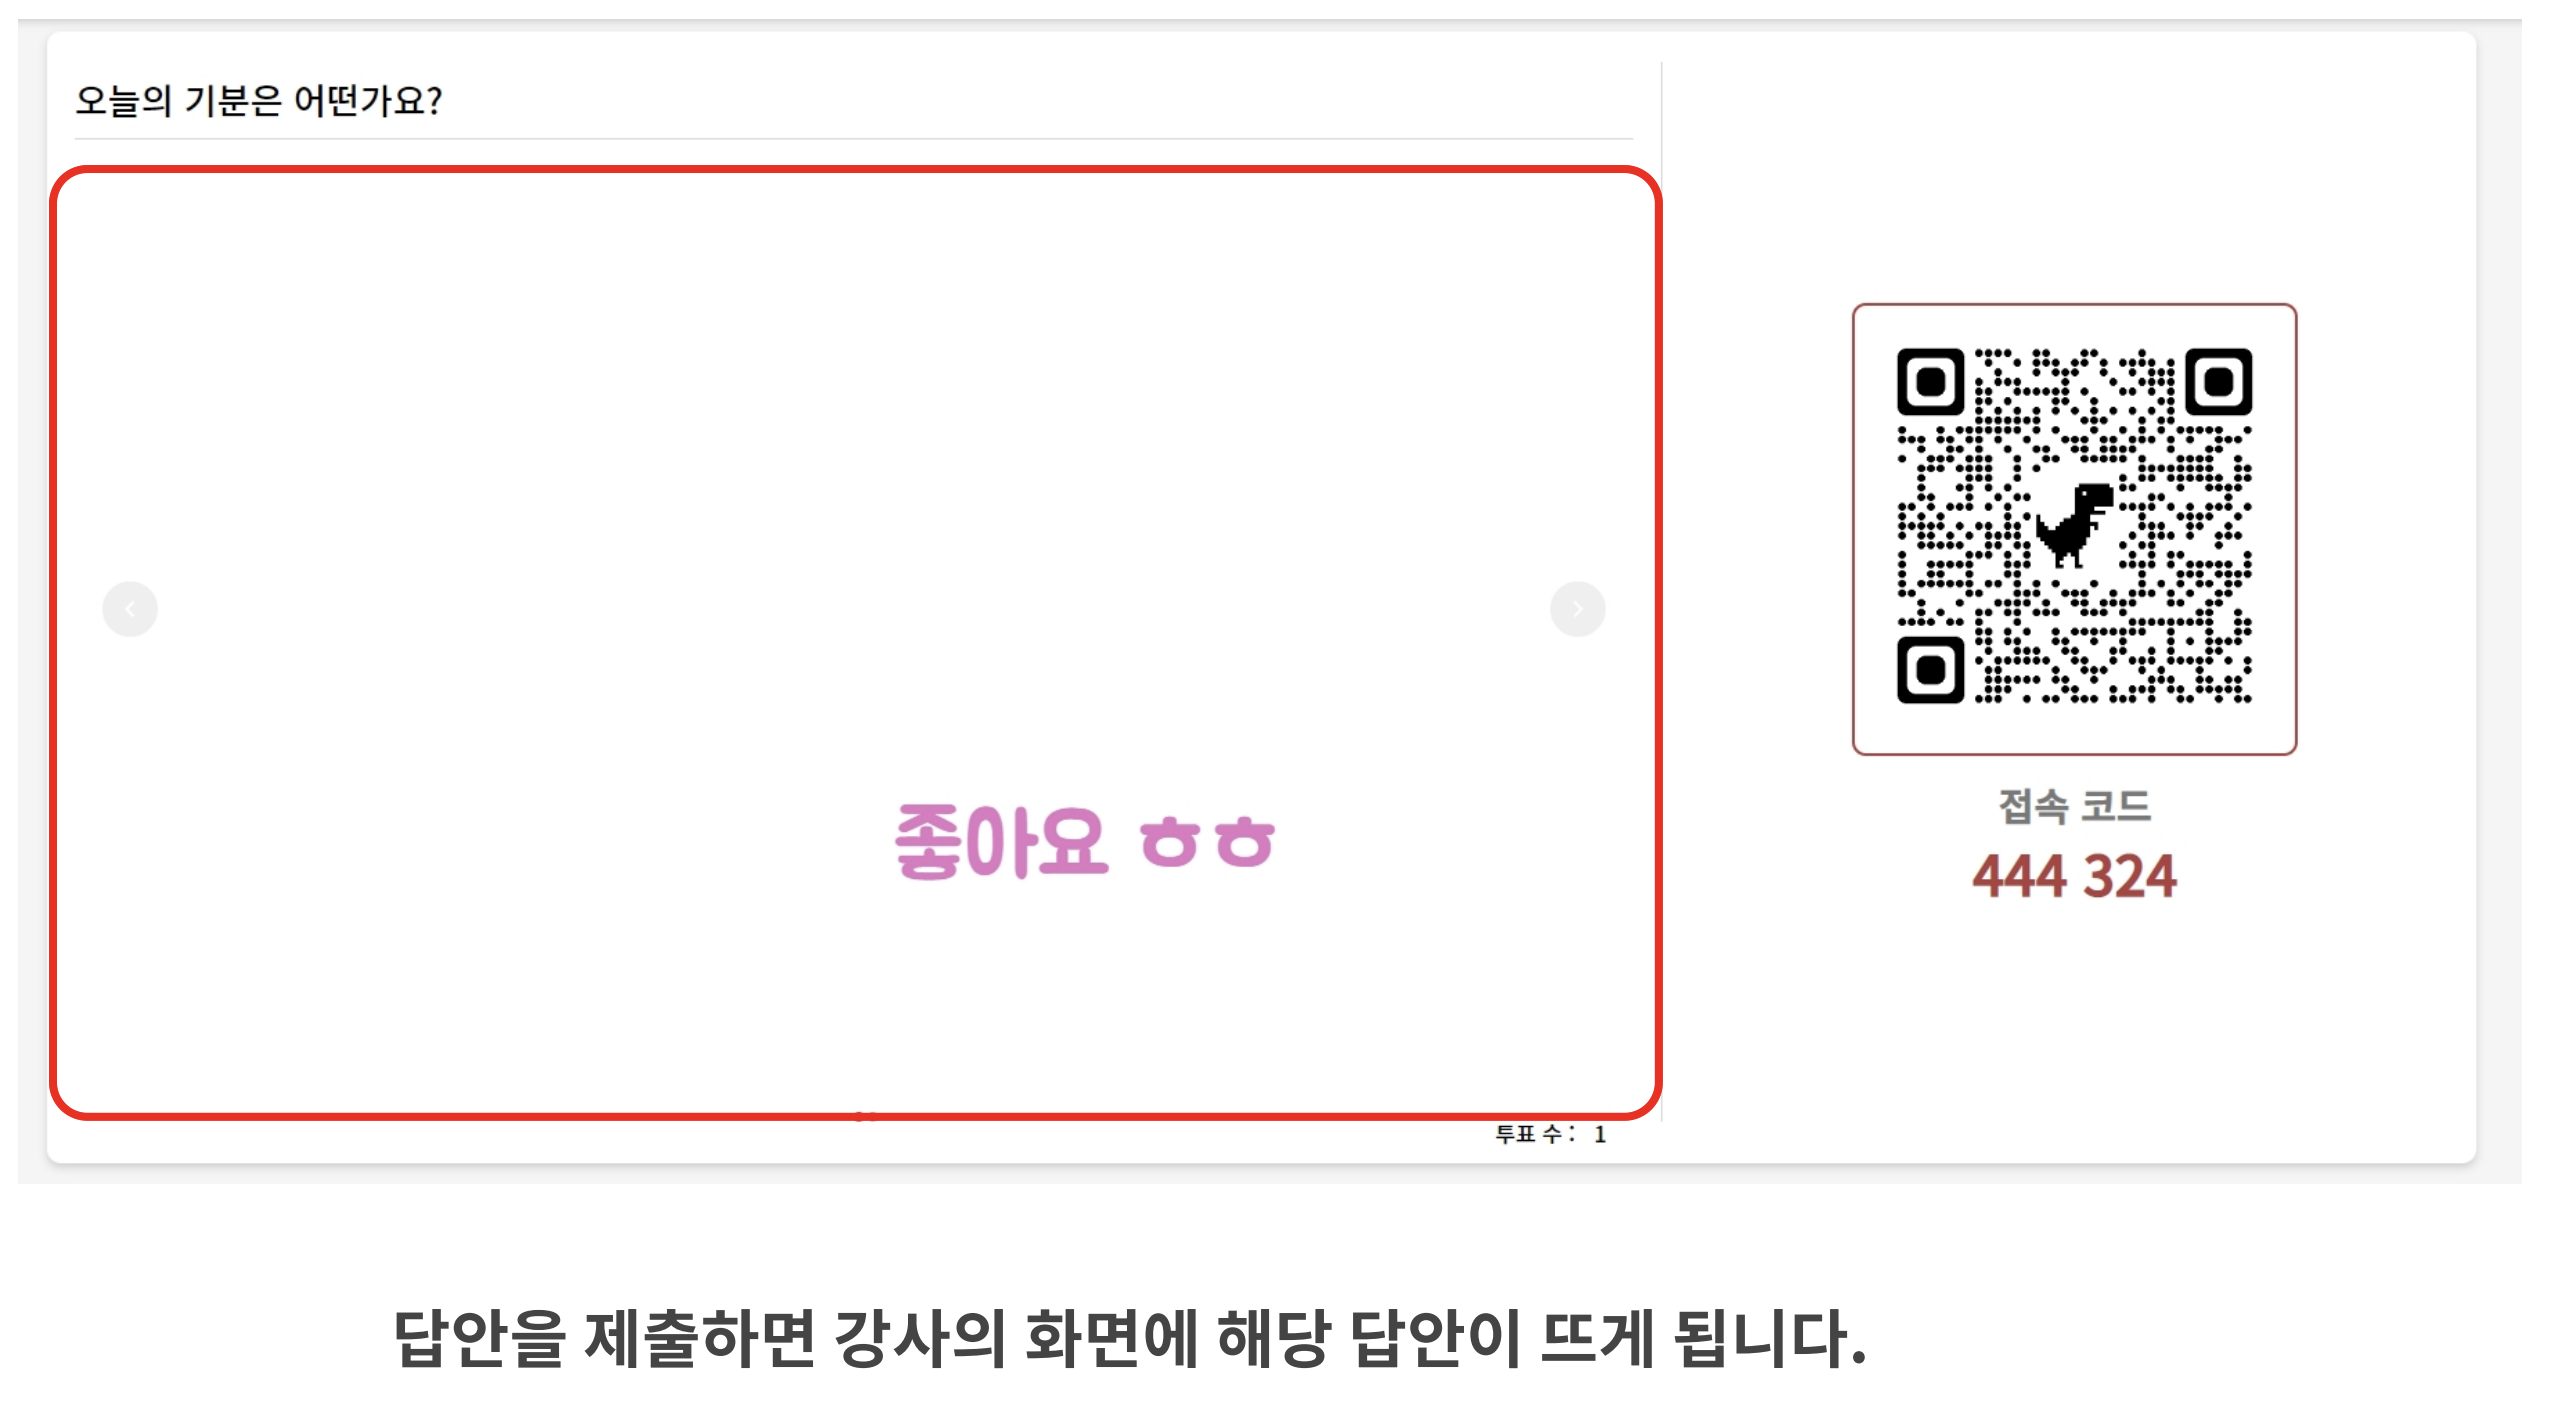 오늘의 기분은 어떤가요?
좋아요 ㅎㅎ
투표 수 : 1
접속 코드
444 324
답안을 제출하면 강사의 화면에 해당 답안이 뜨게 됩니다.